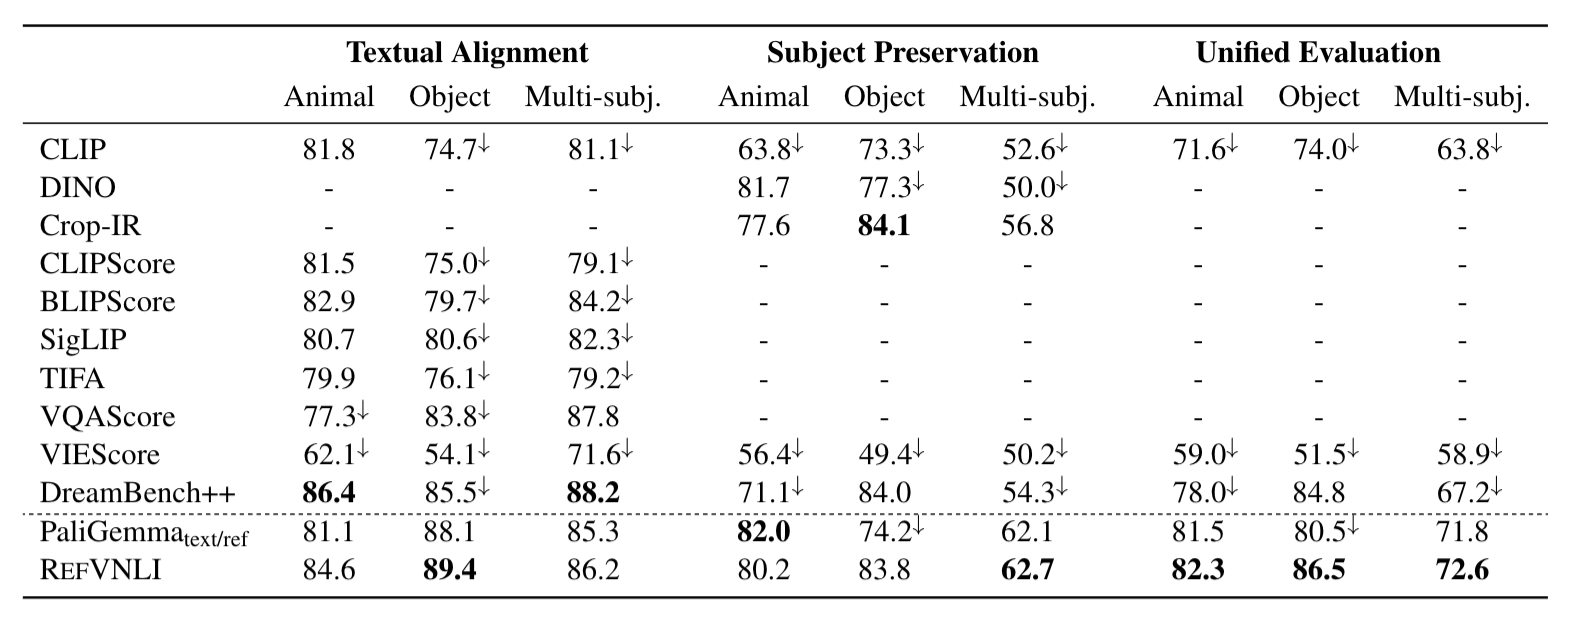 Textual Alignment Subject Preservation Unified Evaluation
Animal Object Multi-subj. Animal Object Multi-subj. Animal Object Multi-subj.
CLIP 81.8 74.7↓ 81.1↓ 63.8↓ 73.3↓ 52.6↓ 71.6↓ 74.0↓ 63.8↓
DINO - - - 81.7 77.3↓ 50.0↓ - - -
Crop-IR - - - 77.6 84.1 56.8 - - -
CLIPScore 81.5 75.0↓ 79.1↓ - - - - - -
BLIPScore 82.9 79.7↓ 84.2↓ - - - - - -
SigLIP 80.7 80.6↓ 82.3↓ - - - - - -
TIFA 79.9 76.1↓ 79.2↓ - - - - - -
VQAScore 77.3↓ 83.8↓ 87.8 - - - - - -
VIEScore 62.1↓ 54.1↓ 71.6↓ 56.4↓ 49.4↓ 50.2↓ 59.0↓ 51.5↓ 58.9↓
DreamBench++ 86.4 85.5↓ 88.2 71.1↓ 84.0 54.3↓ 78.0↓ 84.8 67.2↓
PaliGemma text/ref 81.1 88.1 85.3 82.0 74.2↓ 62.1 81.5 80.5↓ 71.8
REFVNLI 84.6 89.4 86.2 80.2 83.8 62.7 82.3 86.5 72.6